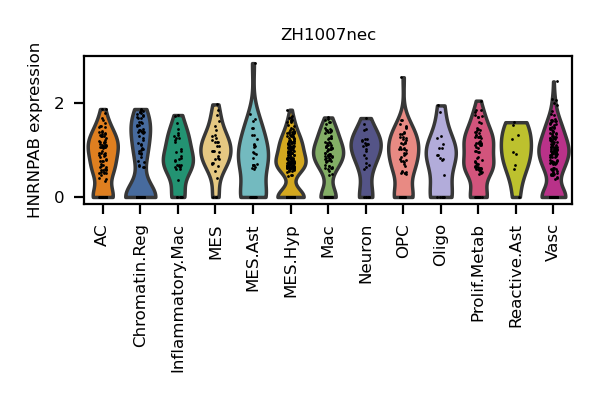 ZH1007nec
HNRNPAB expression
2
0
AC
Chromatin.Reg
Inflammatory.Mac
MES
MES.Ast
MES.Hyp
Mac
Neuron
OPC
Oligo
Prolif.Metab
Reactive.Ast
Vasc